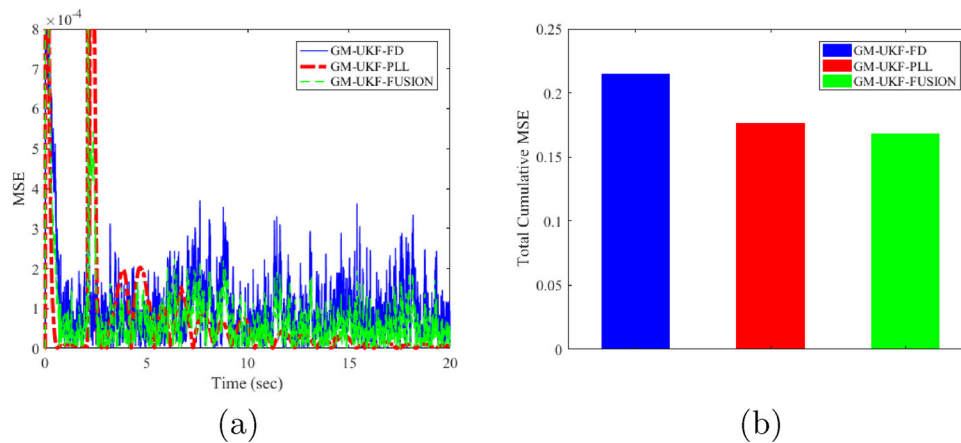 ×10⁻⁴
8
7
6
5
4
3
2
1
0
MSE
0
5
10
15
20
Time (sec)
GM-UKF-FD
GM-UKF-PLL
GM-UKF-FUSION
(a)
0.25
0.2
0.15
0.1
0.05
0
Total Cumulative MSE
GM-UKF-FD
GM-UKF-PLL
GM-UKF-FUSION
(b)